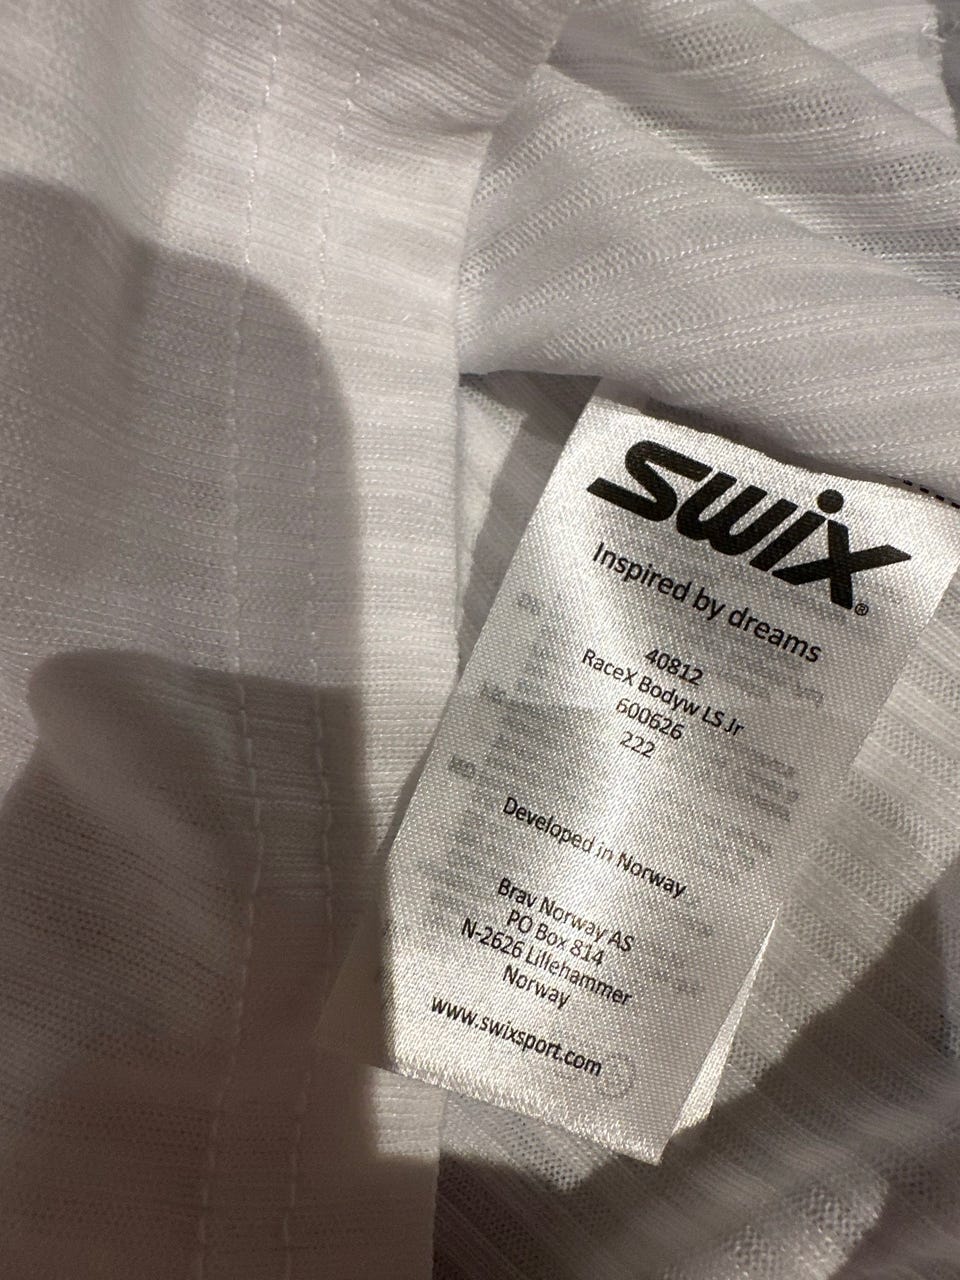 swix®
Inspired by dreams
40812
RaceX Bodyw LS Jr
600626
222
Developed in Norway
Brav Norway AS
PO Box 814
N-2626 Lillehammer
Norway
www.swixsport.com